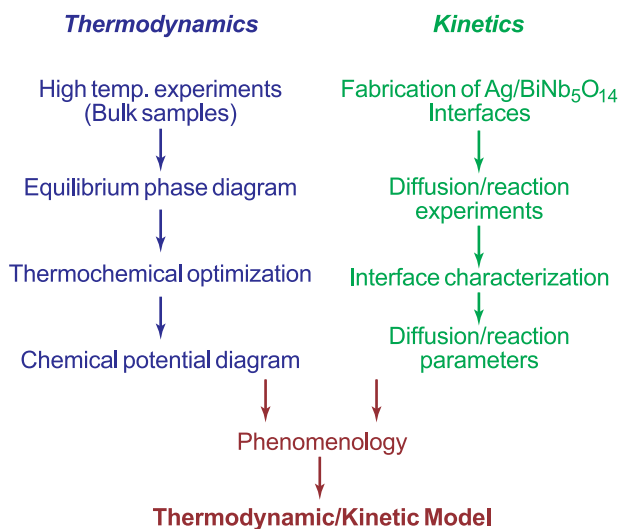 Thermodynamics
High temp. experiments
(Bulk samples)
Equilibrium phase diagram
Thermochemical optimization
Chemical potential diagram
Kinetics
Fabrication of Ag/BiNb₅O₁₄
Interfaces
Diffusion/reaction
experiments
Interface characterization
Diffusion/reaction
parameters
Phenomenology
Thermodynamic/Kinetic Model